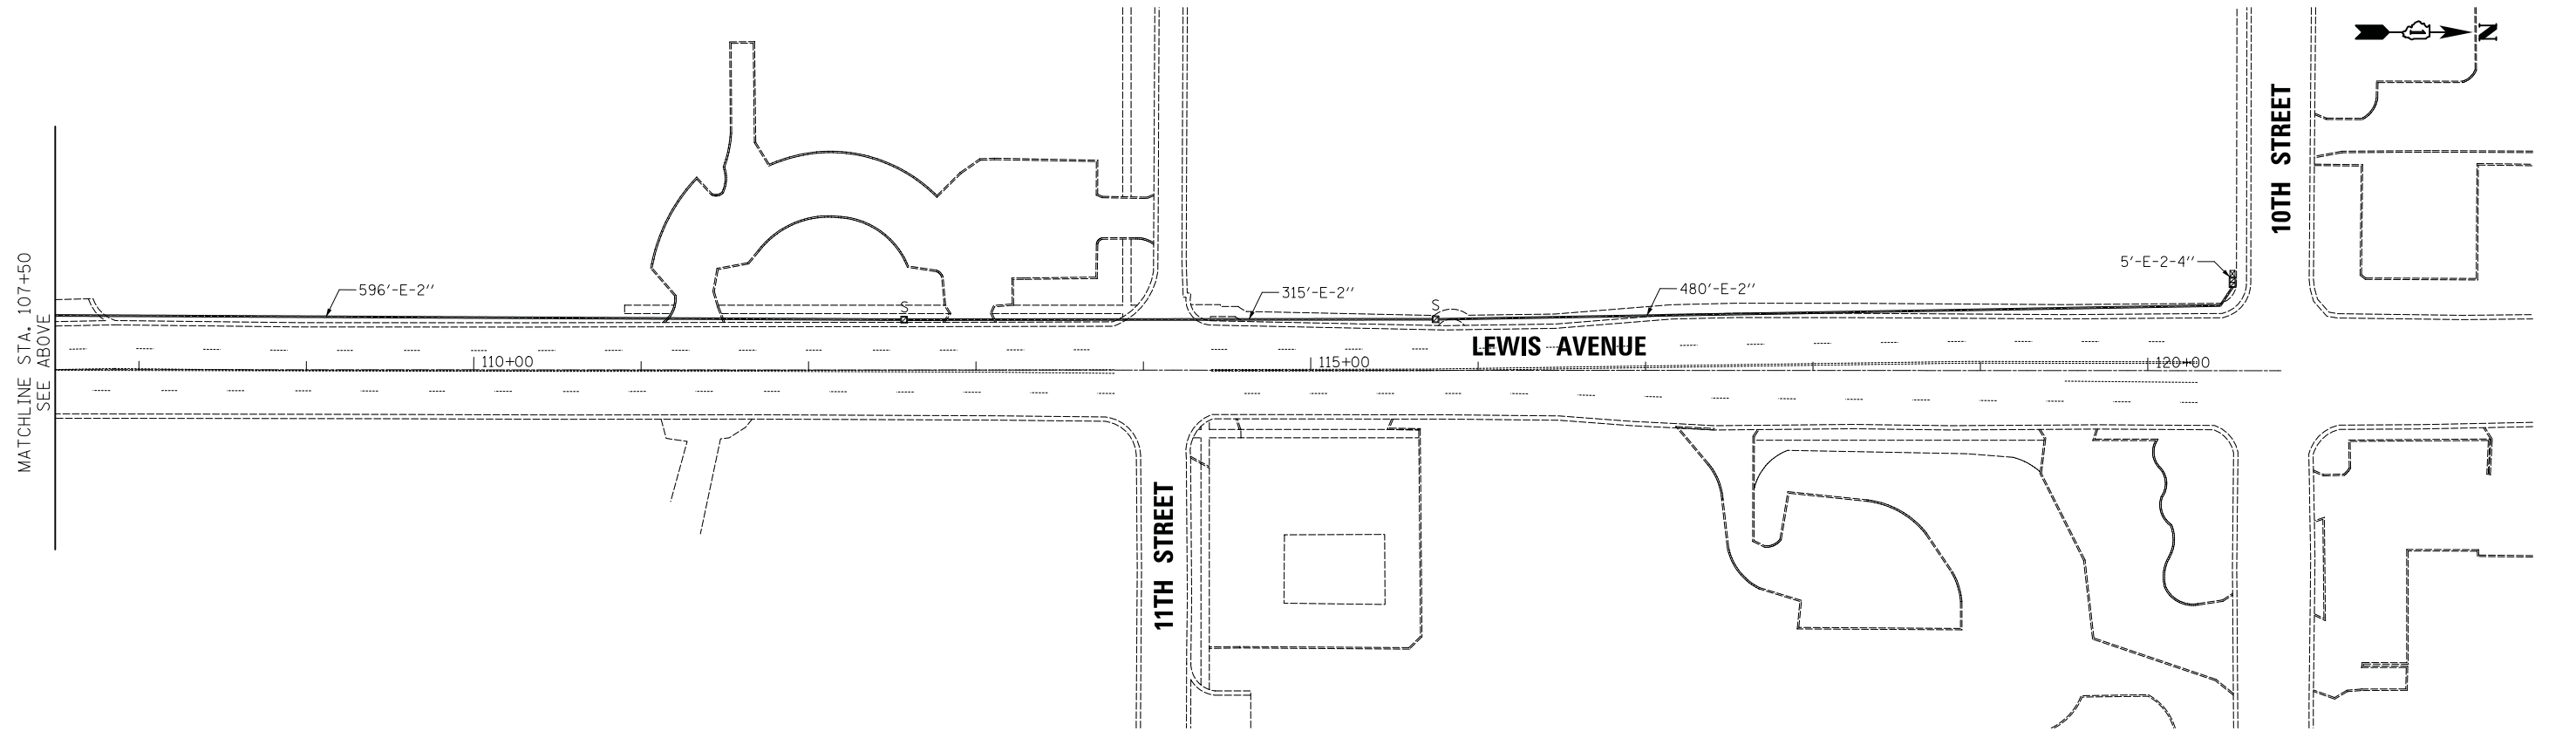 N
10TH STREET
MATCHLINE STA. 107+50
SEE ABOVE
596'-E-2''
S
315'-E-2''
S
480'-E-2''
5'-E-2-4''
LEWIS AVENUE
110+00
115+00
120+00
11TH STREET